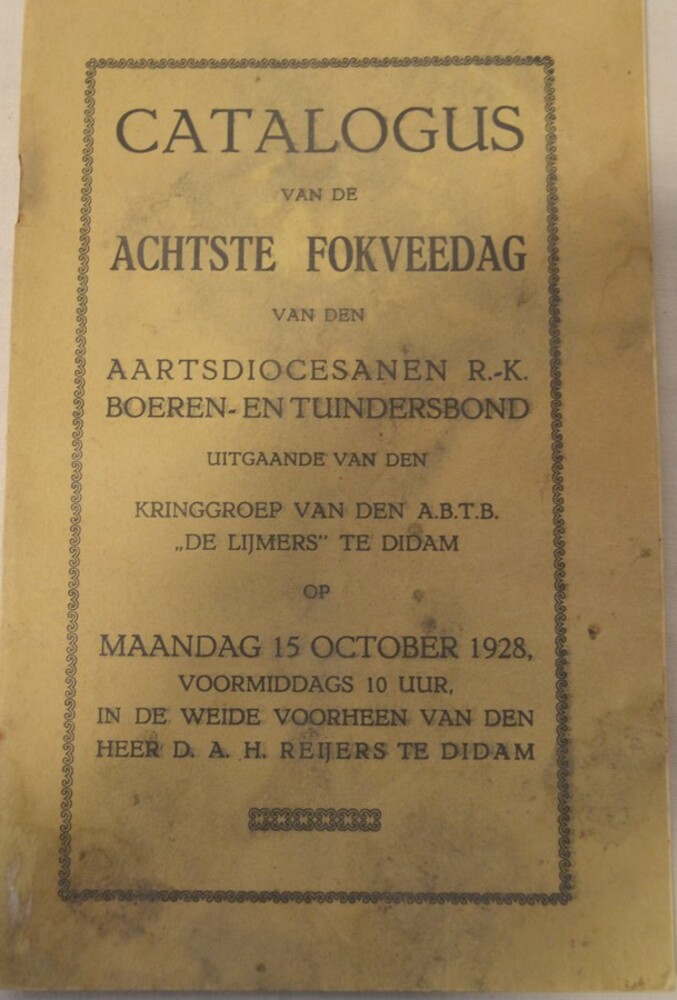 CATALOGUS
VAN DE
ACHTSTE FOKVEEDAG
VAN DEN
AARTSDIOCESANEN R.-K.
BOEREN- EN TUINDERSBOND
UITGAANDE VAN DEN
KRINGGROEP VAN DEN A.B.T.B.
„DE LIJMERS” TE DIDAM
OP
MAANDAG 15 OCTOBER 1928,
VOORMIDDAGS 10 UUR,
IN DE WEIDE VOORHEEN VAN DEN
HEER D. A. H. REIJERS TE DIDAM